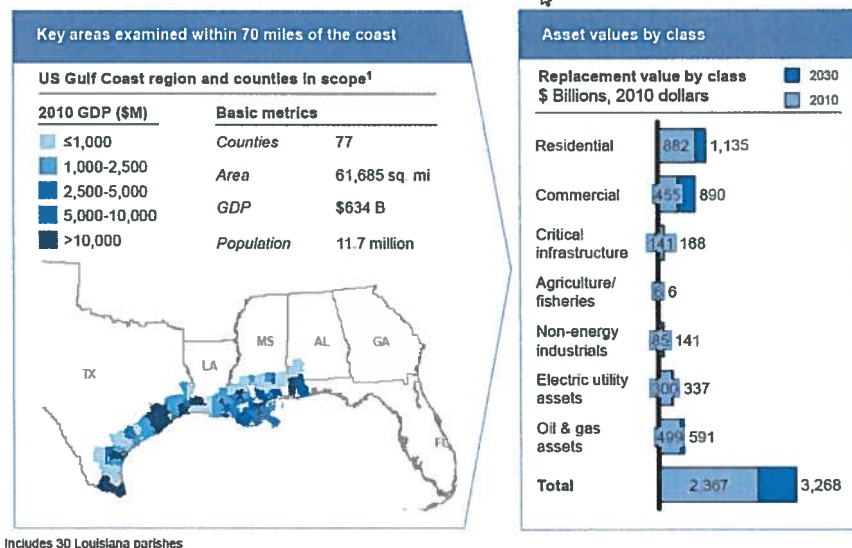 Key areas examined within 70 miles of the coast
US Gulf Coast region and counties in scope1
2010 GDP ($M)
≤1,000
1,000-2,500
2,500-5,000
5,000-10,000
>10,000
Basic metrics
Counties 77
Area 61,685 sq. mi
GDP $634 B
Population 11.7 million
TX
LA
MS
AL
GA
FL
Includes 30 Louisiana parishes
Asset values by class
Replacement value by class
$ Billions, 2010 dollars
2030
2010
Residential 882 1,135
Commercial 455 890
Critical
infrastructure 141 168
Agriculture/
fisheries 6 6
Non-energy
industrials 85 141
Electric utility
assets 300 337
Oil & gas
assets 499 591
Total 2,367 3,268